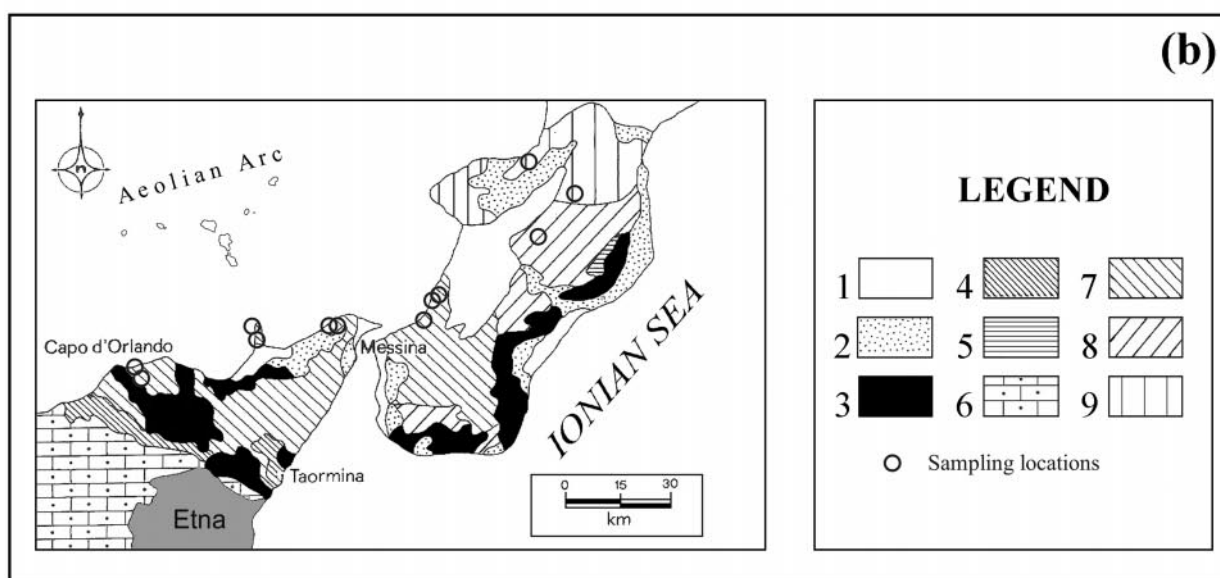 (b)
n
Aeolian Arc
Capo d'Orlando
Messina
Taormina
Etna
IONIAN SEA
0 15 30
km
LEGEND
1 4 7
2 5 8
3 6 9
Sampling locations